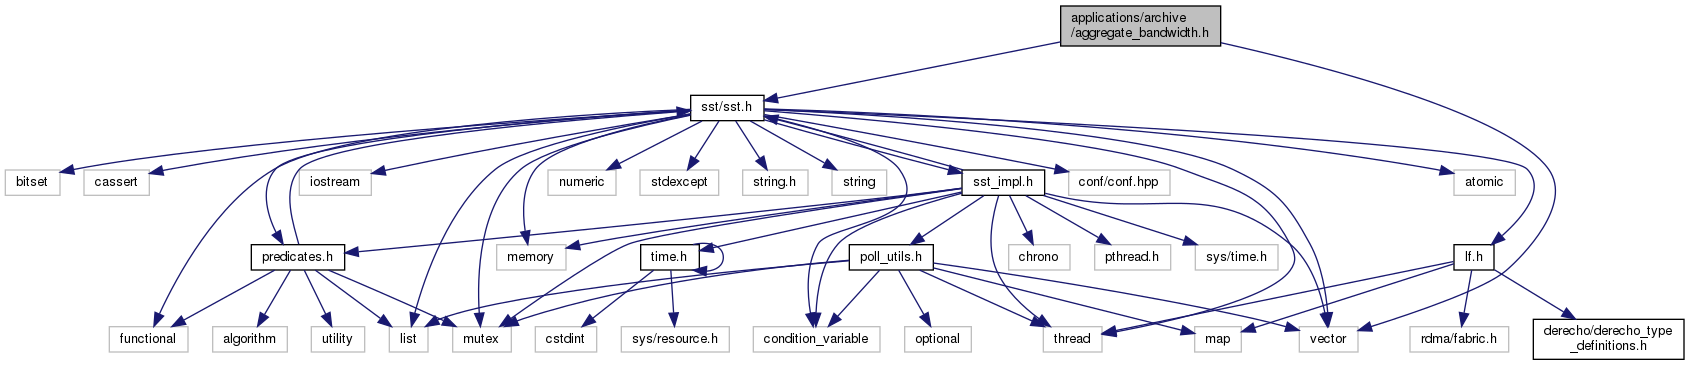 applications/archive
/aggregate_bandwidth.h
sst/sst.h
bitset
cassert
iostream
numeric
stdexcept
string.h
string
sst_impl.h
conf/conf.hpp
atomic
predicates.h
memory
time.h
poll_utils.h
chrono
pthread.h
sys/time.h
lf.h
functional
algorithm
utility
list
mutex
cstdint
sys/resource.h
condition_variable
optional
thread
map
vector
rdma/fabric.h
derecho/derecho_type
_definitions.h